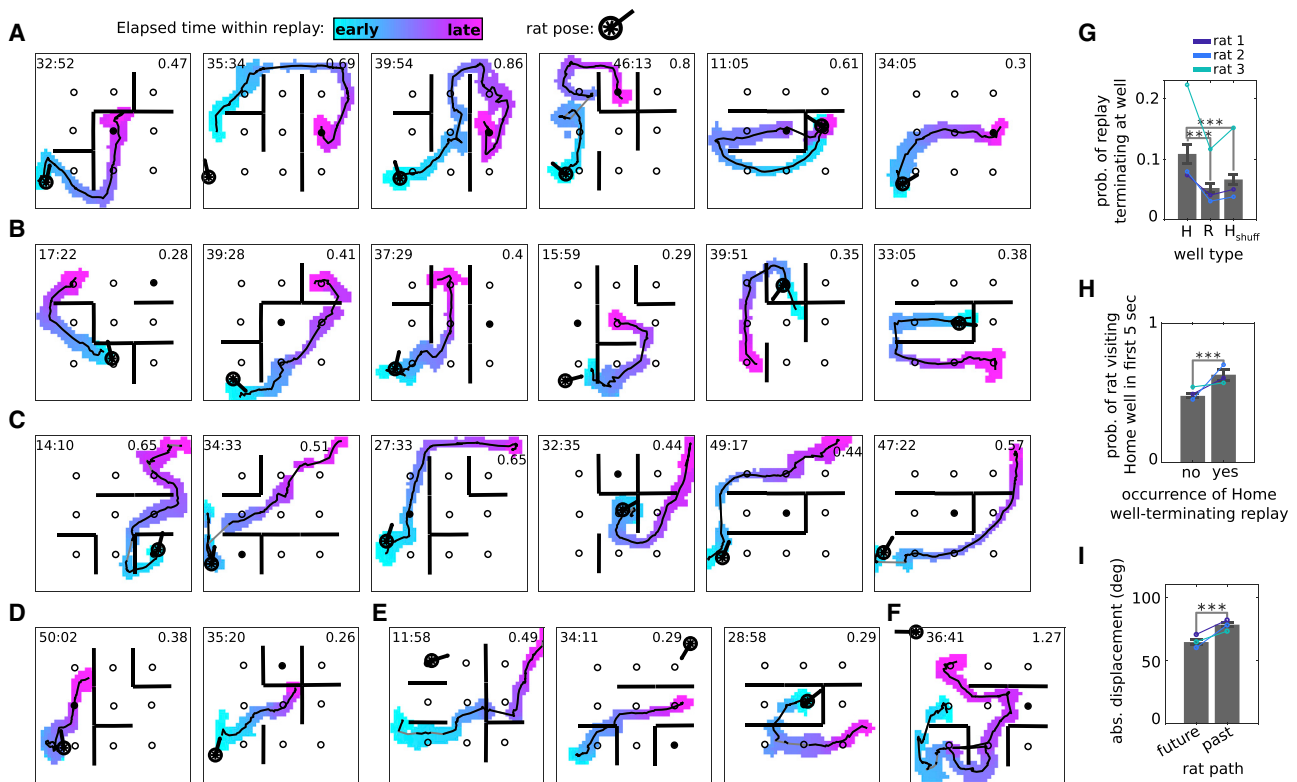 Elapsed time within replay: early late rat pose:
A
32:52 0.47
35:34 0.69
39:54 0.86
46:13 0.8
11:05 0.61
34:05 0.3
B
17:22 0.28
39:28 0.41
37:29 0.4
15:59 0.29
39:51 0.35
33:05 0.38
C
14:10 0.65
34:33 0.51
27:33 0.65
32:35 0.44
49:17 0.44
47:22 0.57
D
50:02 0.38
35:20 0.26
E
11:58 0.49
34:11 0.29
28:58 0.29
F
36:41 1.27
G
rat 1
rat 2
rat 3
prob. of replay
terminating at well
0.2
0.1
0
***
***
H R Hshuff
well type
H
prob. of rat visiting
Home well in first 5 sec
1
0
***
no yes
occurrence of Home
well-terminating replay
I
abs. displacement (deg)
100
50
0
***
future past
rat path